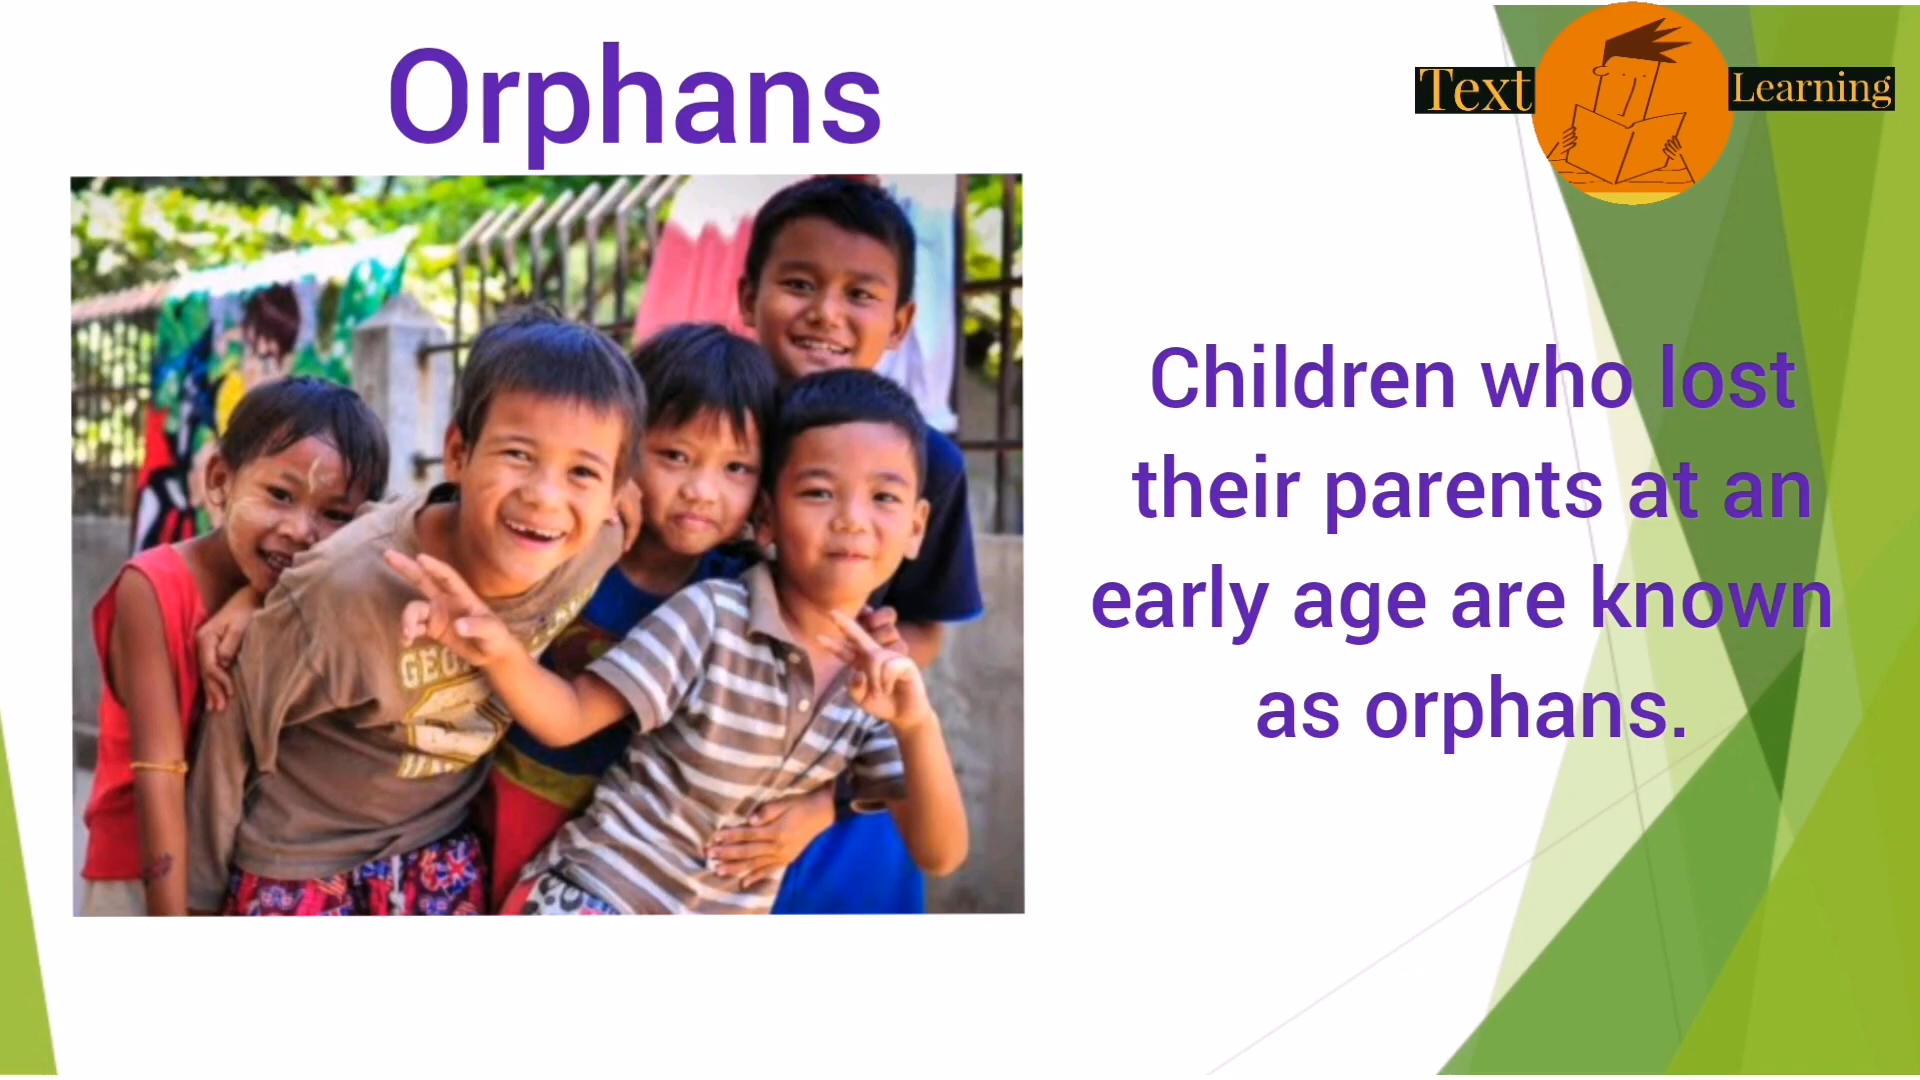 Orphans
Text
Learning
Children who lost
their parents at an
early age are known
as orphans.